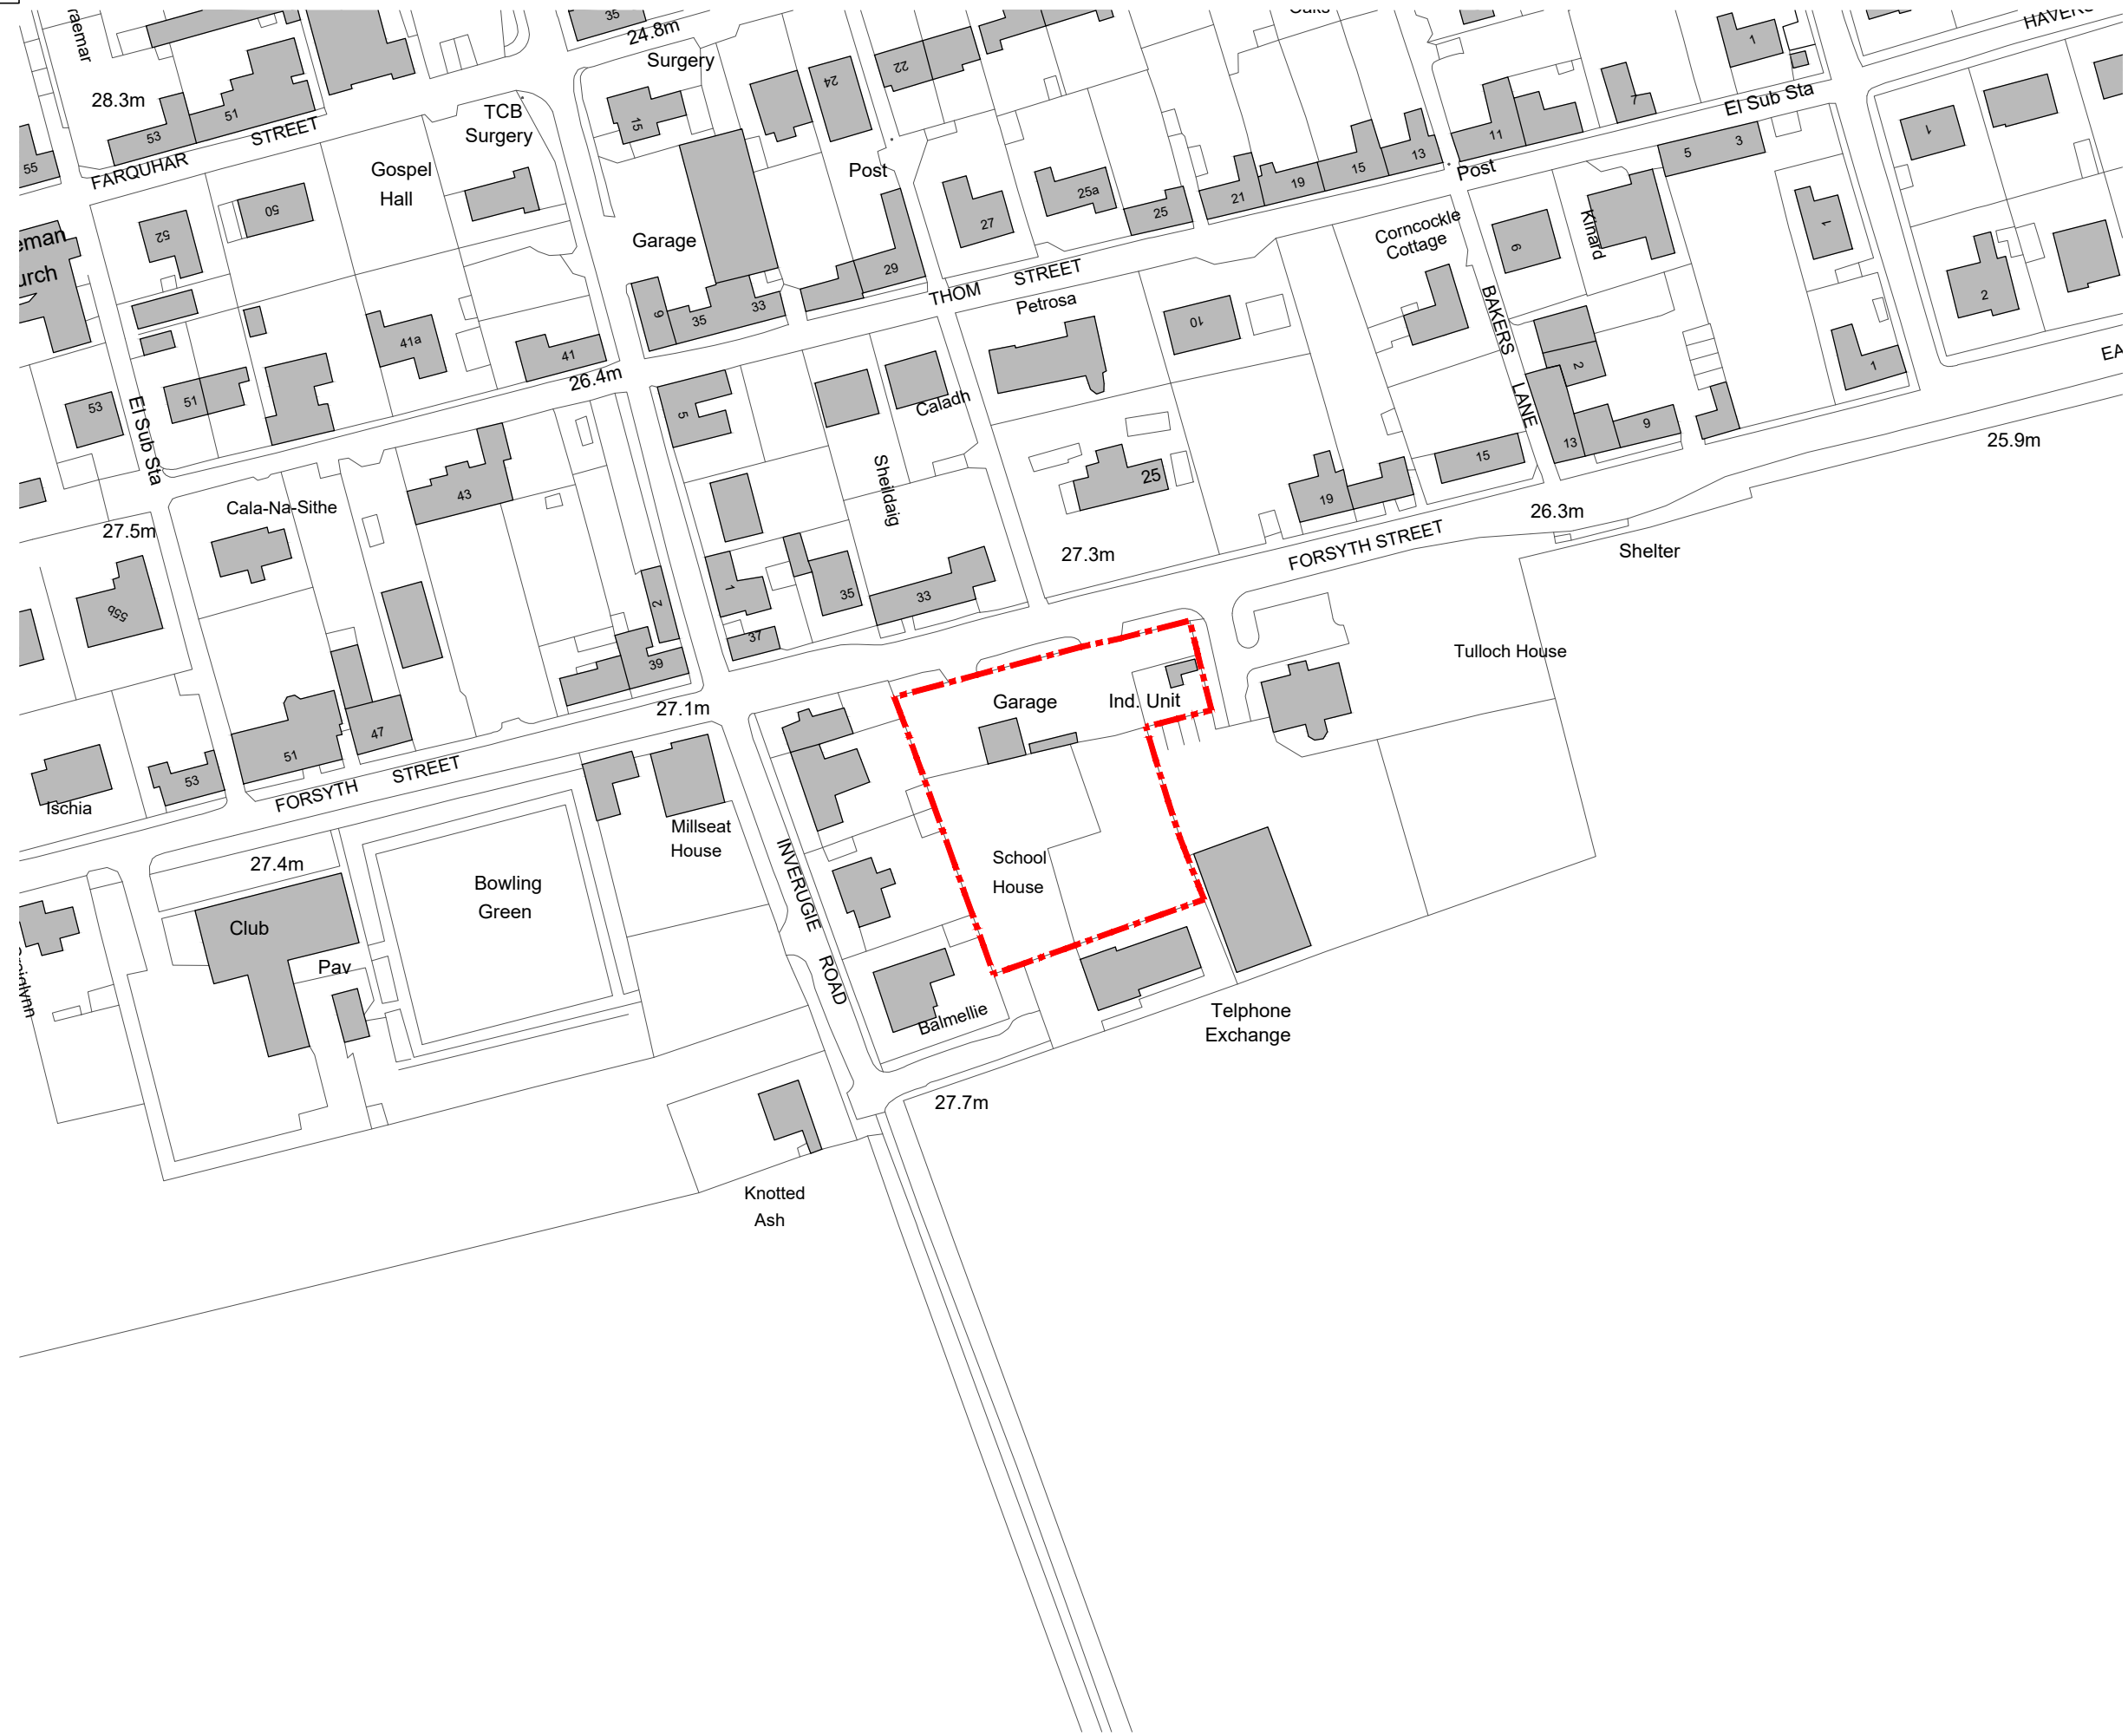 35
24.8m
HAVERS
Surgery
22
24
1
28.3m
TCB
Surgery
51
53
15
11
7
El Sub Sta
1
FARQUHAR STREET
55
Gospel
Hall
Post
Post
5
3
13
15
19
21
25a
25
27
50
52
Garage
29
Corncockle
Cottage
6
Kinard
1
2
THOM STREET
Petrosa
BAKERS LANE
9
35
33
10
41a
41
26.4m
51
53
El Sub Sta
5
Caladh
2
1
13
9
15
25.9m
43
Cala-Na-Sithe
27.5m
Sheildaig
25
19
26.3m
FORSYTH STREET
Shelter
27.3m
55b
1
35
33
37
2
39
Tulloch House
Garage
Ind. Unit
27.1m
47
51
53
Ischia
FORSYTH STREET
Millseat
House
INVERUGIE ROAD
School
House
27.4m
Bowling
Green
Club
Pav
Balmellie
Telphone
Exchange
27.7m
Knotted
Ash